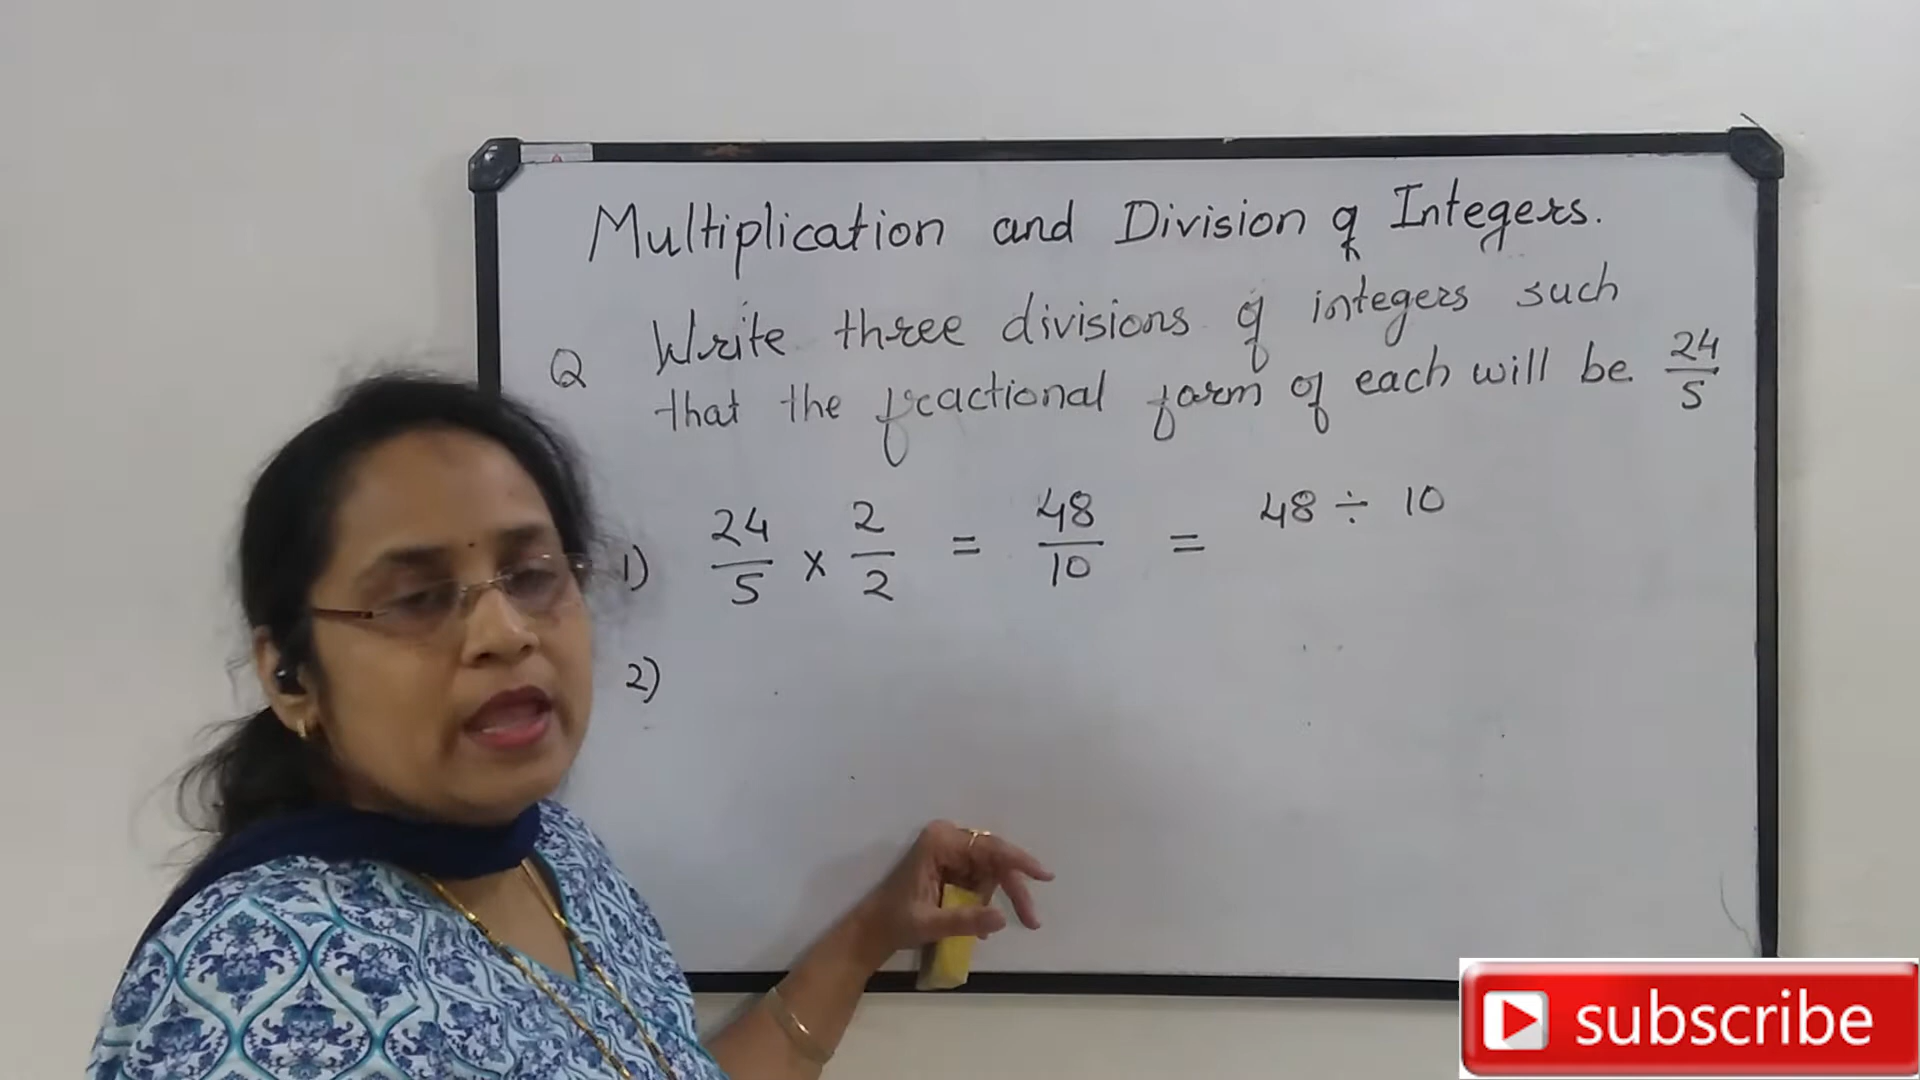 Multiplication and Division of Integers.
Q Write three divisions of integers such
that the fractional form of each will be 24/5
1) 24/5 × 2/2 = 48/10 = 48 ÷ 10
2)
subscribe